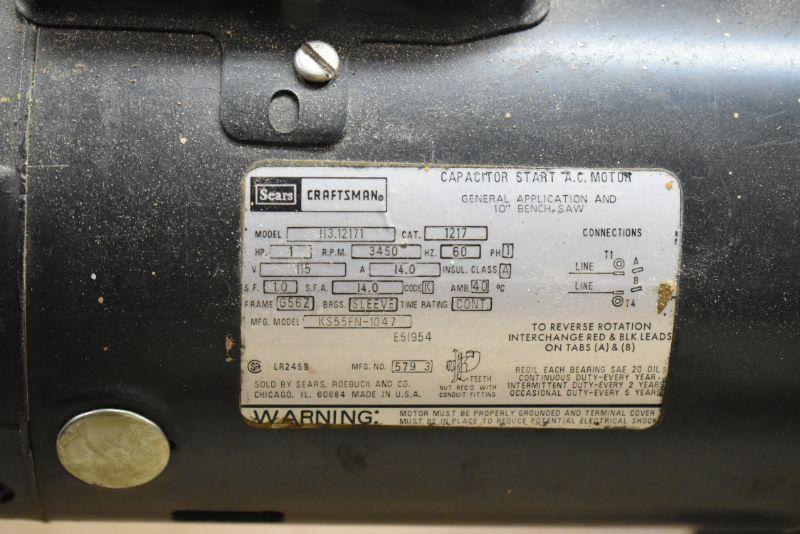 CAPACITOR START A.C. MOTOR
Sears CRAFTSMAN®
GENERAL APPLICATION AND
10" BENCH SAW
MODEL 113.12171 CAT. 1217
CONNECTIONS
HP. 1 R.P.M. 3450 HZ. 60 PH 1
V 115 A 14.0 INSUL. CLASS A
S.F. 1.0 S.F.A. 14.0 CODE K AMB 40 °C
FRAME G56Z BRGS. SLEEVE TIME RATING CONT.
MFG. MODEL KS55FN-1047
E51954
T1
LINE A
B
LINE
T4
TO REVERSE ROTATION
INTERCHANGE RED & BLK LEADS
ON TABS (A) & (B)
LR2459 MFG. NO. 579 3
TEETH
NUT REQ'D WITH
CONDUIT FITTING
REOIL EACH BEARING SAE 20 OIL
CONTINUOUS DUTY-EVERY YEAR
INTERMITTENT DUTY-EVERY 2 YEARS
OCCASIONAL DUTY-EVERY 5 YEARS
SOLD BY SEARS, ROEBUCK AND CO.
CHICAGO, IL. 60684 MADE IN U.S.A.
WARNING: MOTOR MUST BE PROPERLY GROUNDED AND TERMINAL COVER
MUST BE IN PLACE TO REDUCE POTENTIAL ELECTRICAL SHOCK